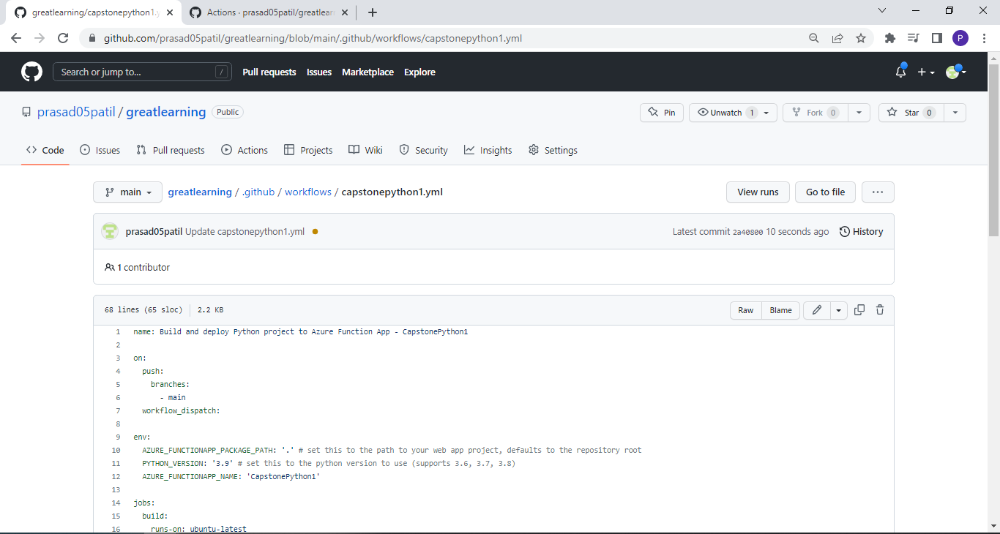 greatlearning/capstonepython1.y
Actions · prasad05patil/greatlear
github.com/prasad05patil/greatlearning/blob/main/.github/workflows/capstonepython1.yml
P
Search or jump to...
/
Pull requests
Issues
Marketplace
Explore
prasad05patil / greatlearning
Public
Pin
Unwatch 1
Fork 0
Star 0
Code
Issues
Pull requests
Actions
Projects
Wiki
Security
Insights
Settings
main
greatlearning / .github / workflows / capstonepython1.yml
View runs
Go to file
prasad05patil Update capstonepython1.yml
Latest commit 2a40800 10 seconds ago
History
1 contributor
68 lines (65 sloc)
2.2 KB
Raw
Blame
1 name: Build and deploy Python project to Azure Function App - CapstonePython1
2
3 on:
4 push:
5 branches:
6 - main
7 workflow_dispatch:
8
9 env:
10 AZURE_FUNCTIONAPP_PACKAGE_PATH: '.' # set this to the path to your web app project, defaults to the repository root
11 PYTHON_VERSION: '3.9' # set this to the python version to use (supports 3.6, 3.7, 3.8)
12 AZURE_FUNCTIONAPP_NAME: 'CapstonePython1'
13
14 jobs:
15 build:
16 runs-on: ubuntu-latest